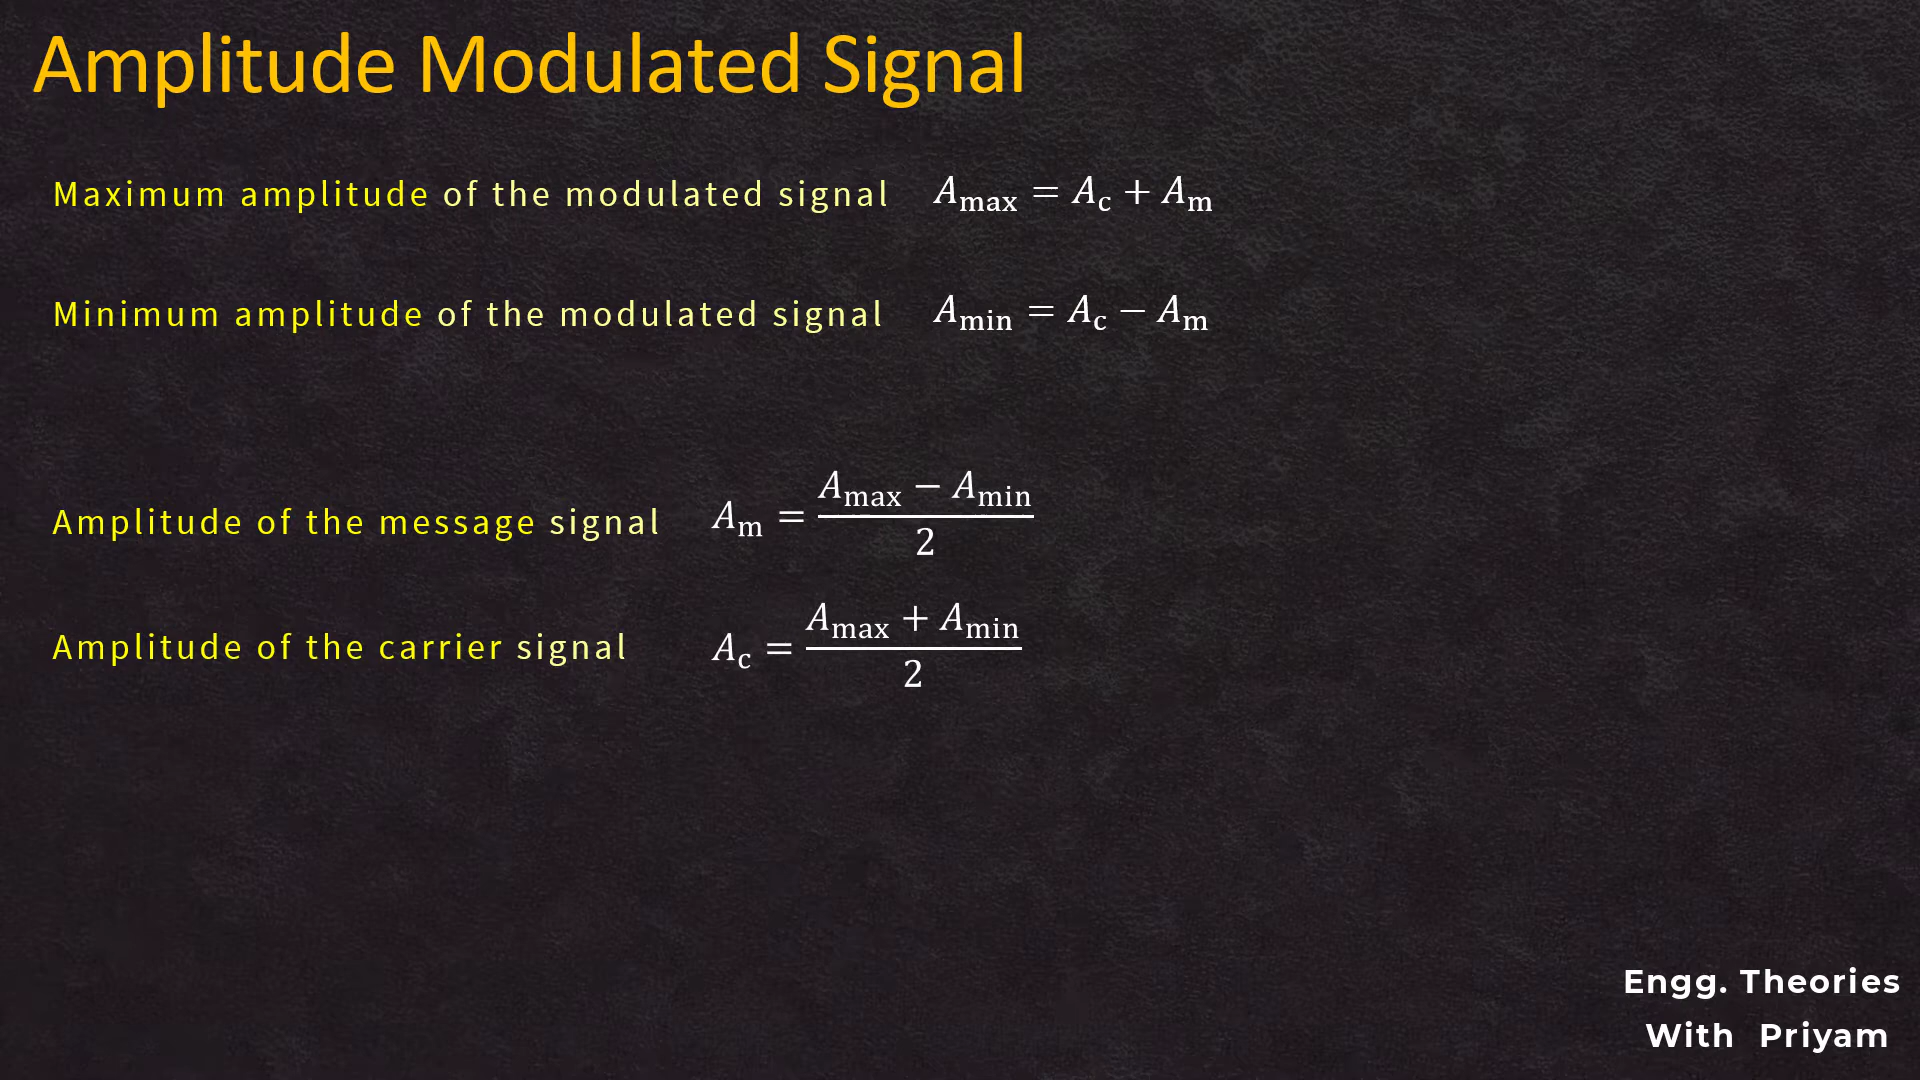 Amplitude Modulated Signal
Maximum amplitude of the modulated signal A_max = A_c + A_m
Minimum amplitude of the modulated signal A_min = A_c − A_m
Amplitude of the message signal A_m = (A_max − A_min)/2
Amplitude of the carrier signal A_c = (A_max + A_min)/2
Engg. Theories
With Priyam